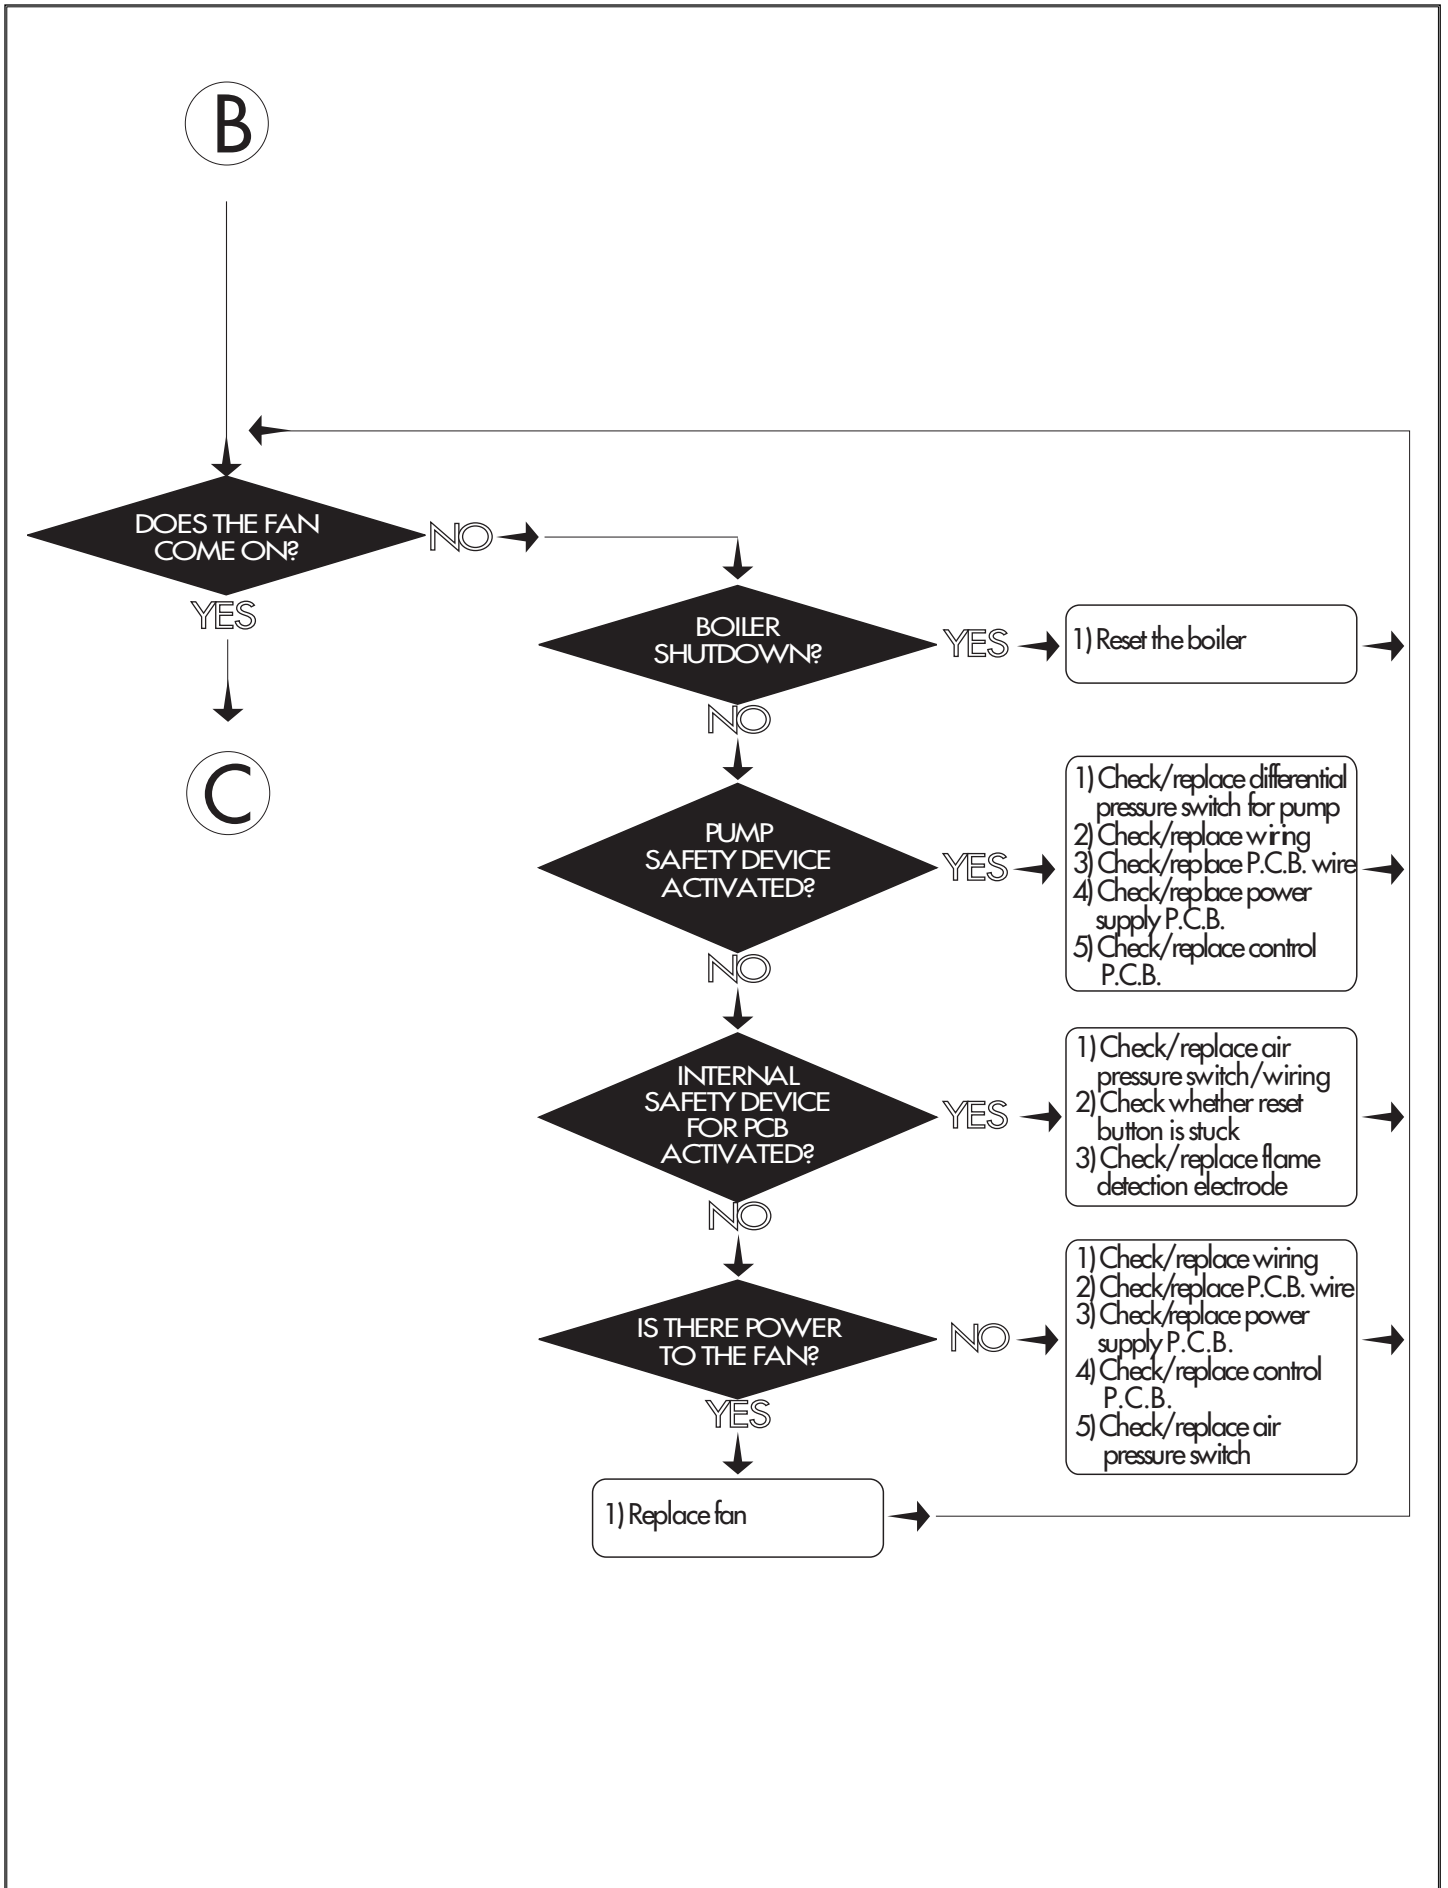 B
DOES THE FAN
COME ON?
NO
YES
C
BOILER
SHUTDOWN?
YES
1) Reset the boiler
NO
PUMP
SAFETY DEVICE
ACTIVATED?
YES
1) Check/replace differential
pressure switch for pump
2) Check/replace wiring
3) Check/replace P.C.B. wire
4) Check/replace power
supply P.C.B.
5) Check/replace control
P.C.B.
NO
INTERNAL
SAFETY DEVICE
FOR PCB
ACTIVATED?
YES
1) Check/replace air
pressure switch/wiring
2) Check whether reset
button is stuck
3) Check/replace flame
detection electrode
NO
IS THERE POWER
TO THE FAN?
NO
1) Check/replace wiring
2) Check/replace P.C.B. wire
3) Check/replace power
supply P.C.B.
4) Check/replace control
P.C.B.
5) Check/replace air
pressure switch
YES
1) Replace fan